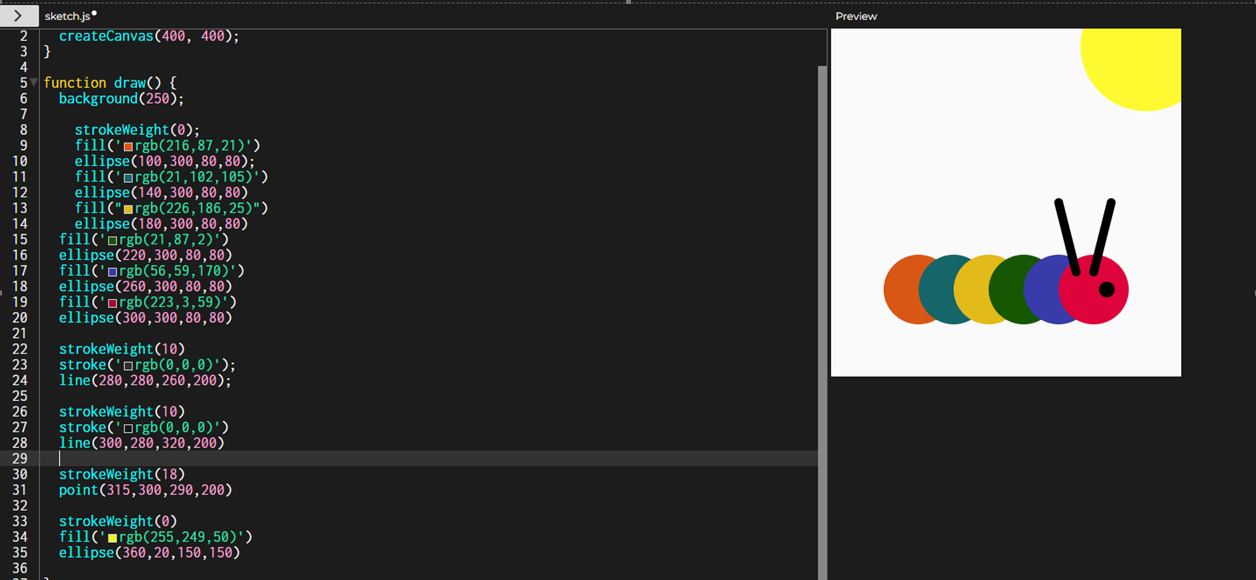 sketch.js
Preview
2 createCanvas(400, 400);
3 }
4
5 function draw() {
6 background(250);
7
8 strokeWeight(0);
9 fill('rgb(216,87,21)')
10 ellipse(100,300,80,80);
11 fill('rgb(21,102,105)')
12 ellipse(140,300,80,80)
13 fill("rgb(226,186,25)")
14 ellipse(180,300,80,80)
15 fill('rgb(21,87,2)')
16 ellipse(220,300,80,80)
17 fill('rgb(56,59,170)')
18 ellipse(260,300,80,80)
19 fill('rgb(223,3,59)')
20 ellipse(300,300,80,80)
21
22 strokeWeight(10)
23 stroke('rgb(0,0,0)');
24 line(280,280,260,200);
25
26 strokeWeight(10)
27 stroke('rgb(0,0,0)')
28 line(300,280,320,200)
29
30 strokeWeight(18)
31 point(315,300,290,200)
32
33 strokeWeight(0)
34 fill('rgb(255,249,50)')
35 ellipse(360,20,150,150)
36